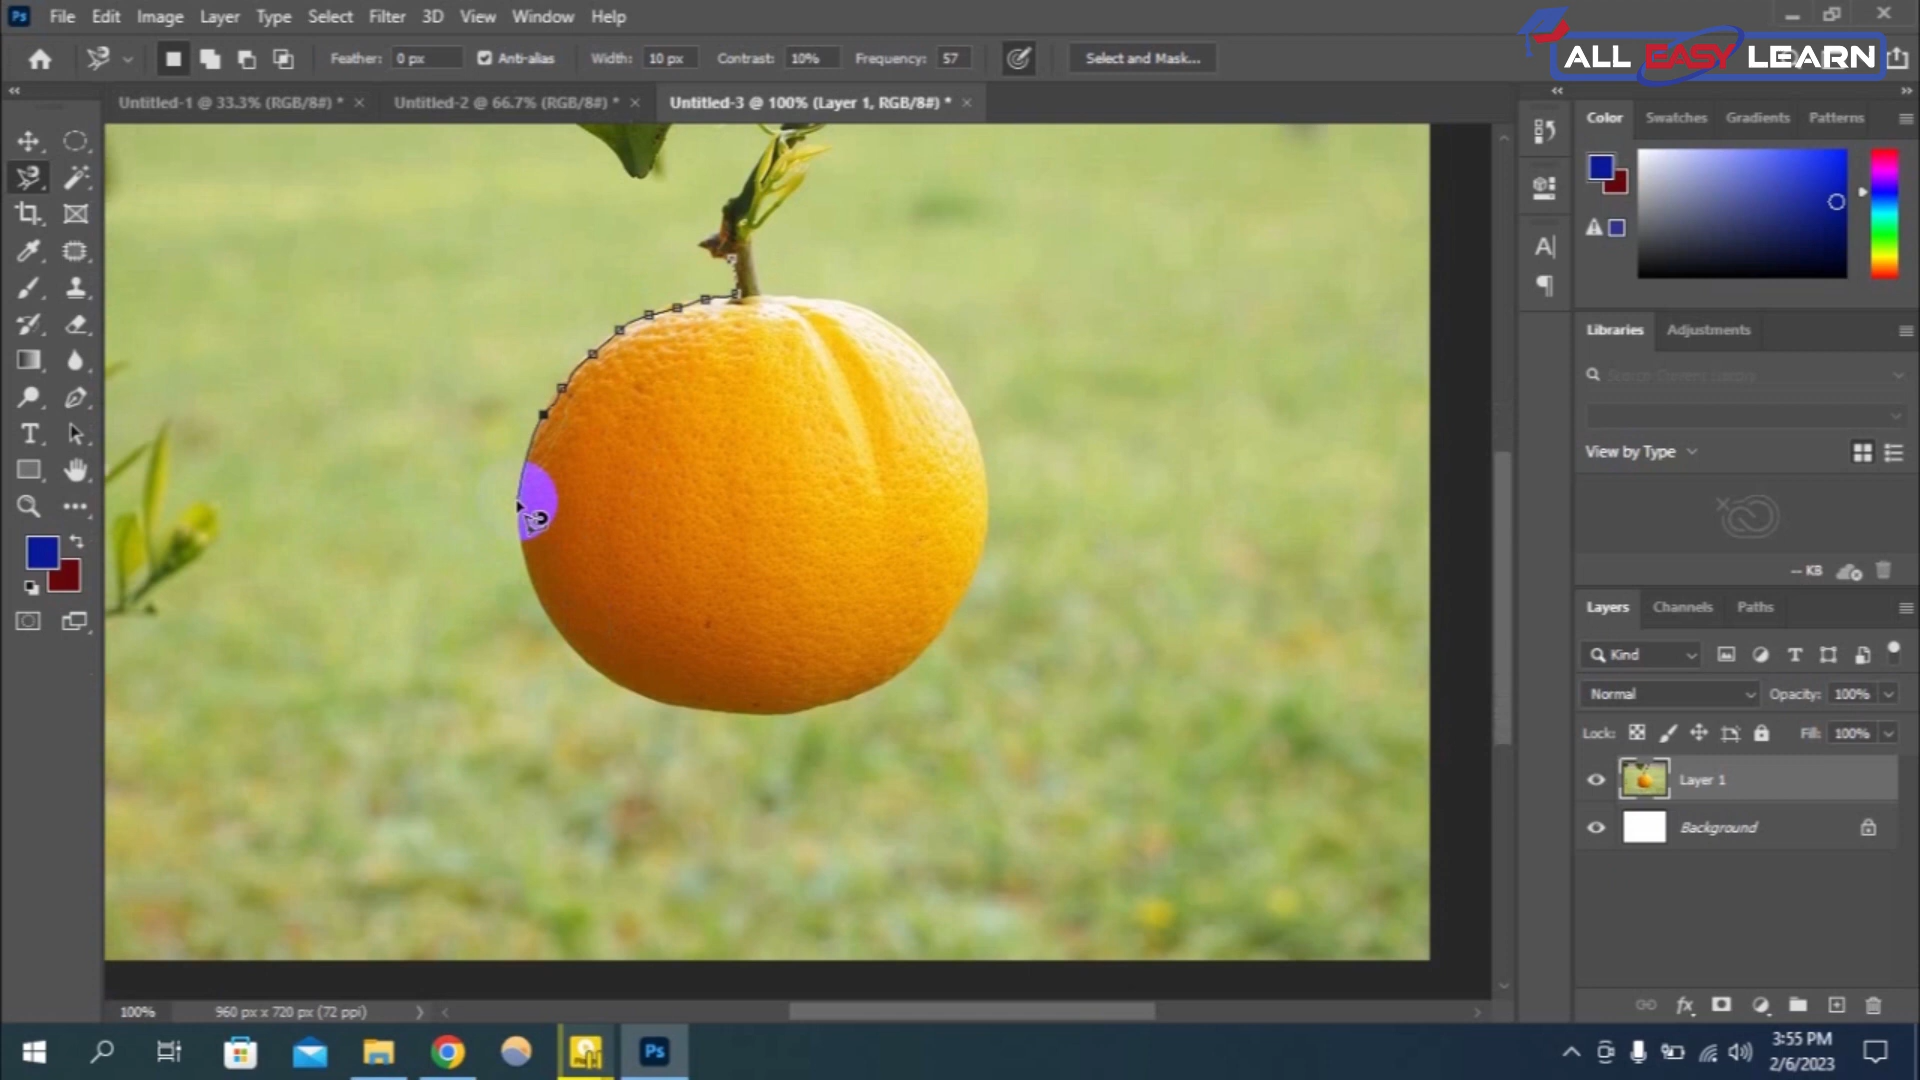 Ps File Edit Image Layer Type Select Filter 3D View Window Help
ALL EASY LEARN
Feather: 0 px Anti-alias Width: 10 px Contrast: 10% Frequency: 57 Select and Mask...
Untitled-1 @ 33.3% (RGB/8#) * × Untitled-2 @ 66.7% (RGB/8#) * × Untitled-3 @ 100% (Layer 1, RGB/8#) * ×
Color Swatches Gradients Patterns
Libraries Adjustments
View by Type
-- KB
Layers Channels Paths
Kind
Normal Opacity: 100%
Lock: Fill: 100%
Layer 1
Background
100% 960 px x 720 px (72 ppi)
Ps
3:55 PM
2/6/2023